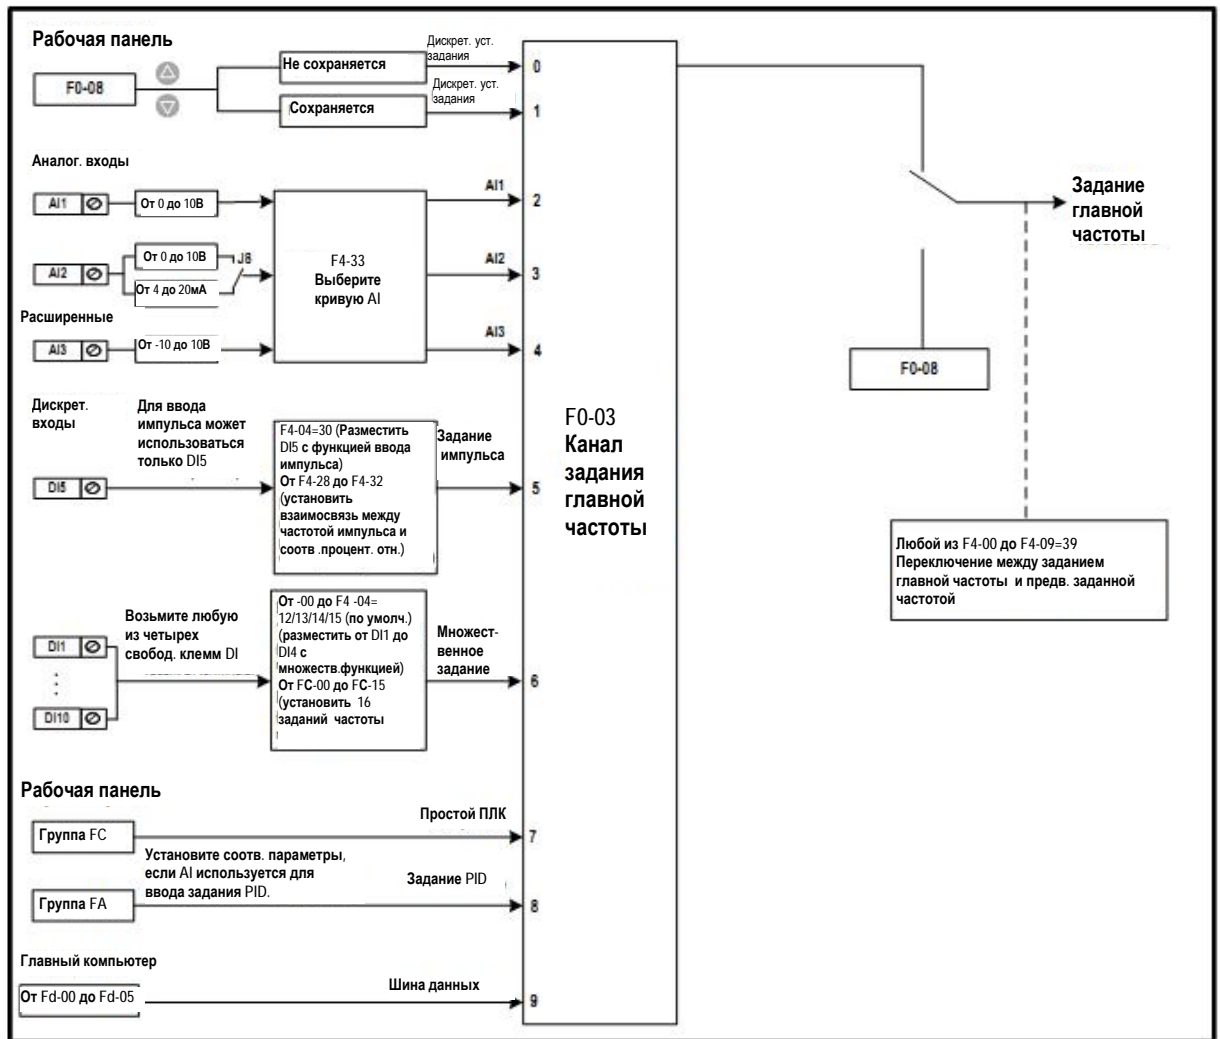 Рабочая панель
F0-08
Не сохраняется
Дискрет. уст.
задания
0
Сохраняется
Дискрет. уст.
задания
1
Аналог. входы
AI1
От 0 до 10В
AI1
2
AI2
От 0 до 10В
J8
От 4 до 20мА
F4-33
Выберите
кривую AI
AI2
3
Расширенные
AI3
От -10 до 10В
AI3
4
Дискрет.
входы
Для ввода
импульса может
использоваться
только DI5
DI5
F4-04=30 (Разместить
DI5 с функцией ввода
импульса)
От F4-28 до F4-32
(установить
взаимосвязь между
частотой импульса и
соотв .процент. отн.)
Задание
импульса
5
DI1
DI10
Возьмите любую
из четырех
свобод. клемм DI
От -00 до F4 -04=
12/13/14/15 (по умолч.)
(разместить от DI1 до
DI4 с
множеств.функцией)
От FC-00 до FC-15
(установить 16
заданий частоты
Множест-
венное
задание
6
Рабочая панель
Группа FC
Простой ПЛК
7
Установите соотв. параметры,
если AI используется для
ввода задания PID.
Группа FA
Задание PID
8
Главный компьютер
От Fd-00 до Fd-05
Шина данных
9
F0-03
Канал
задания
главной
частоты
Задание
главной
частоты
F0-08
Любой из F4-00 до F4-09=39
Переключение между заданием
главной частоты и предв. заданной
частотой